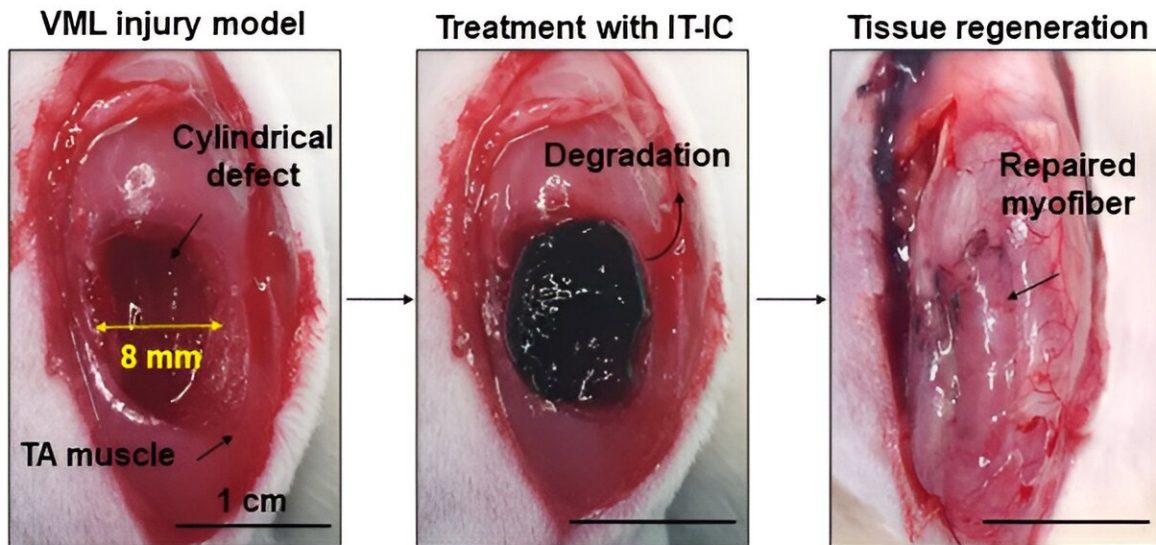 VML injury model
Cylindrical
defect
8 mm
TA muscle
1 cm
Treatment with IT-IC
Degradation
Tissue regeneration
Repaired
myofiber